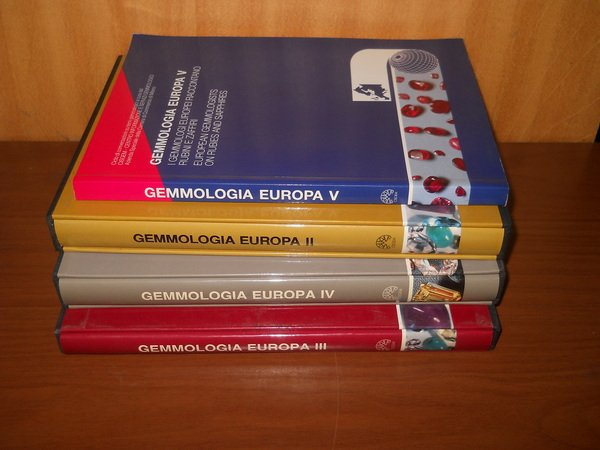 GEMMOLOGIA EUROPA V
I GEMMOLOGI EUROPEI RACCONTANO
RUBINI E ZAFFIRI
EUROPEAN GEMMOLOGISTS
ON RUBIES AND SAPPHIRES
GEMMOLOGIA EUROPA V
GEMMOLOGIA EUROPA II
GEMMOLOGIA EUROPA IV
GEMMOLOGIA EUROPA III